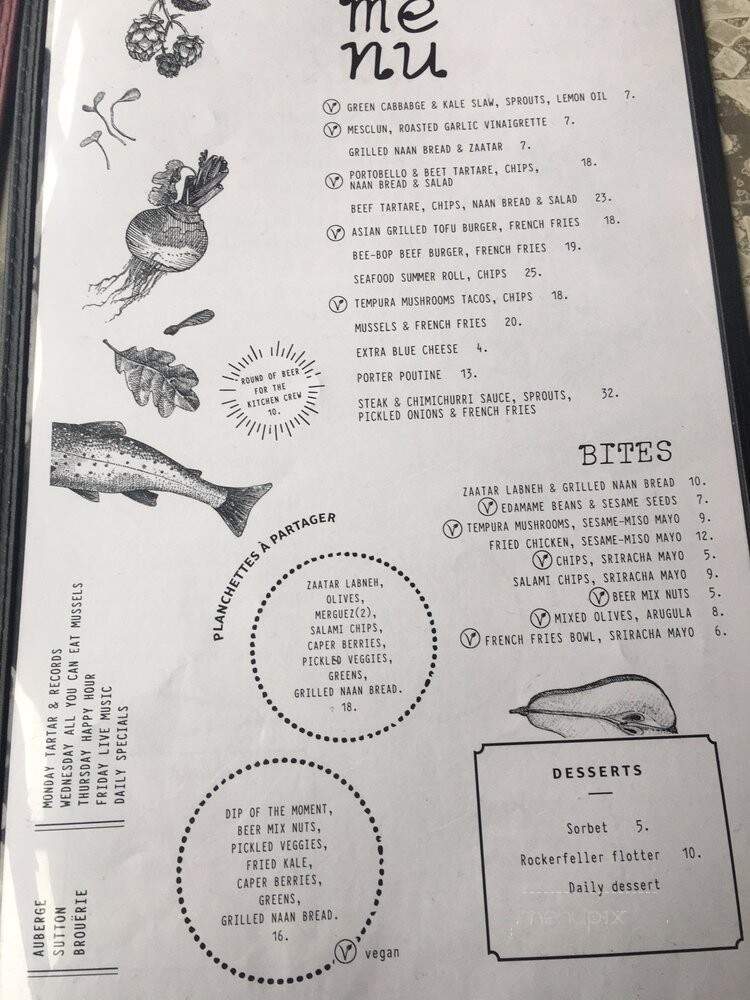 me
nu
V GREEN CABBABGE & KALE SLAW, SPROUTS, LEMON OIL 7.
V MESCLUN, ROASTED GARLIC VINAIGRETTE 7.
GRILLED NAAN BREAD & ZAATAR 7.
V PORTOBELLO & BEET TARTARE, CHIPS, 18.
NAAN BREAD & SALAD
BEEF TARTARE, CHIPS, NAAN BREAD & SALAD 23.
V ASIAN GRILLED TOFU BURGER, FRENCH FRIES 18.
BEE-BOP BEEF BURGER, FRENCH FRIES 19.
SEAFOOD SUMMER ROLL, CHIPS 25.
V TEMPURA MUSHROOMS TACOS, CHIPS 18.
MUSSELS & FRENCH FRIES 20.
EXTRA BLUE CHEESE 4.
PORTER POUTINE 13.
STEAK & CHIMICHURRI SAUCE, SPROUTS, 32.
PICKLED ONIONS & FRENCH FRIES
ROUND OF BEER
FOR THE
KITCHEN CREW
10.
BITES
ZAATAR LABNEH & GRILLED NAAN BREAD 10.
V EDAMAME BEANS & SESAME SEEDS 7.
V TEMPURA MUSHROOMS, SESAME-MISO MAYO 9.
FRIED CHICKEN, SESAME-MISO MAYO 12.
V CHIPS, SRIRACHA MAYO 5.
SALAMI CHIPS, SRIRACHA MAYO 9.
V BEER MIX NUTS 5.
V MIXED OLIVES, ARUGULA 8.
V FRENCH FRIES BOWL, SRIRACHA MAYO 6.
PLANCHETTES À PARTAGER
ZAATAR LABNEH,
OLIVES,
MERGUEZ(2),
SALAMI CHIPS,
CAPER BERRIES,
PICKLED VEGGIES,
GREENS,
GRILLED NAAN BREAD.
18.
DIP OF THE MOMENT,
BEER MIX NUTS,
PICKLED VEGGIES,
FRIED KALE,
CAPER BERRIES,
GREENS,
GRILLED NAAN BREAD.
16.
V vegan
DESSERTS
Sorbet 5.
Rockerfeller flotter 10.
Daily dessert
menupix
MONDAY TARTAR & RECORDS
WEDNESDAY ALL YOU CAN EAT MUSSELS
THURSDAY HAPPY HOUR
FRIDAY LIVE MUSIC
DAILY SPECIALS
AUBERGE
SUTTON
BROUËRIE